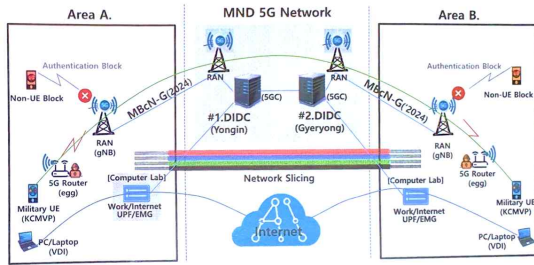 Area A.
MND 5G Network
Area B.
Authentication Block
Non-UE Block
RAN
(gNB)
MBcN-G(2024)
RAN
(5GC)
(5GC)
RAN
MBcN-G(2024)
#1.DIDC
(Yongin)
#2.DIDC
(Gyeryong)
Authentication Block
Non-UE Block
RAN
(gNB)
5G Router
(egg)
Military UE
(KCMVP)
[Computer Lab]
Work/Internet
UPF/EMG
PC/Laptop
(VDI)
Network Slicing
Internet
[Computer Lab]
Work/Internet
UPF/EMG
5G Router
(egg)
Military UE
(KCMVP)
PC/Laptop
(VDI)